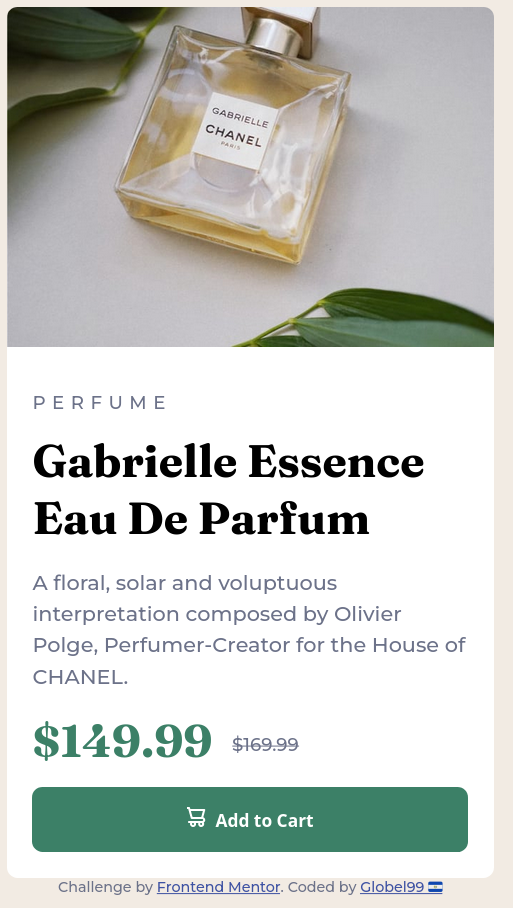 GABRIELLE
CHANEL
PARIS
PERFUME
Gabrielle Essence
Eau De Parfum
A floral, solar and voluptuous
interpretation composed by Olivier
Polge, Perfumer-Creator for the House of
CHANEL.
$149.99 $169.99
Add to Cart
Challenge by Frontend Mentor. Coded by Globel99 🇸🇻